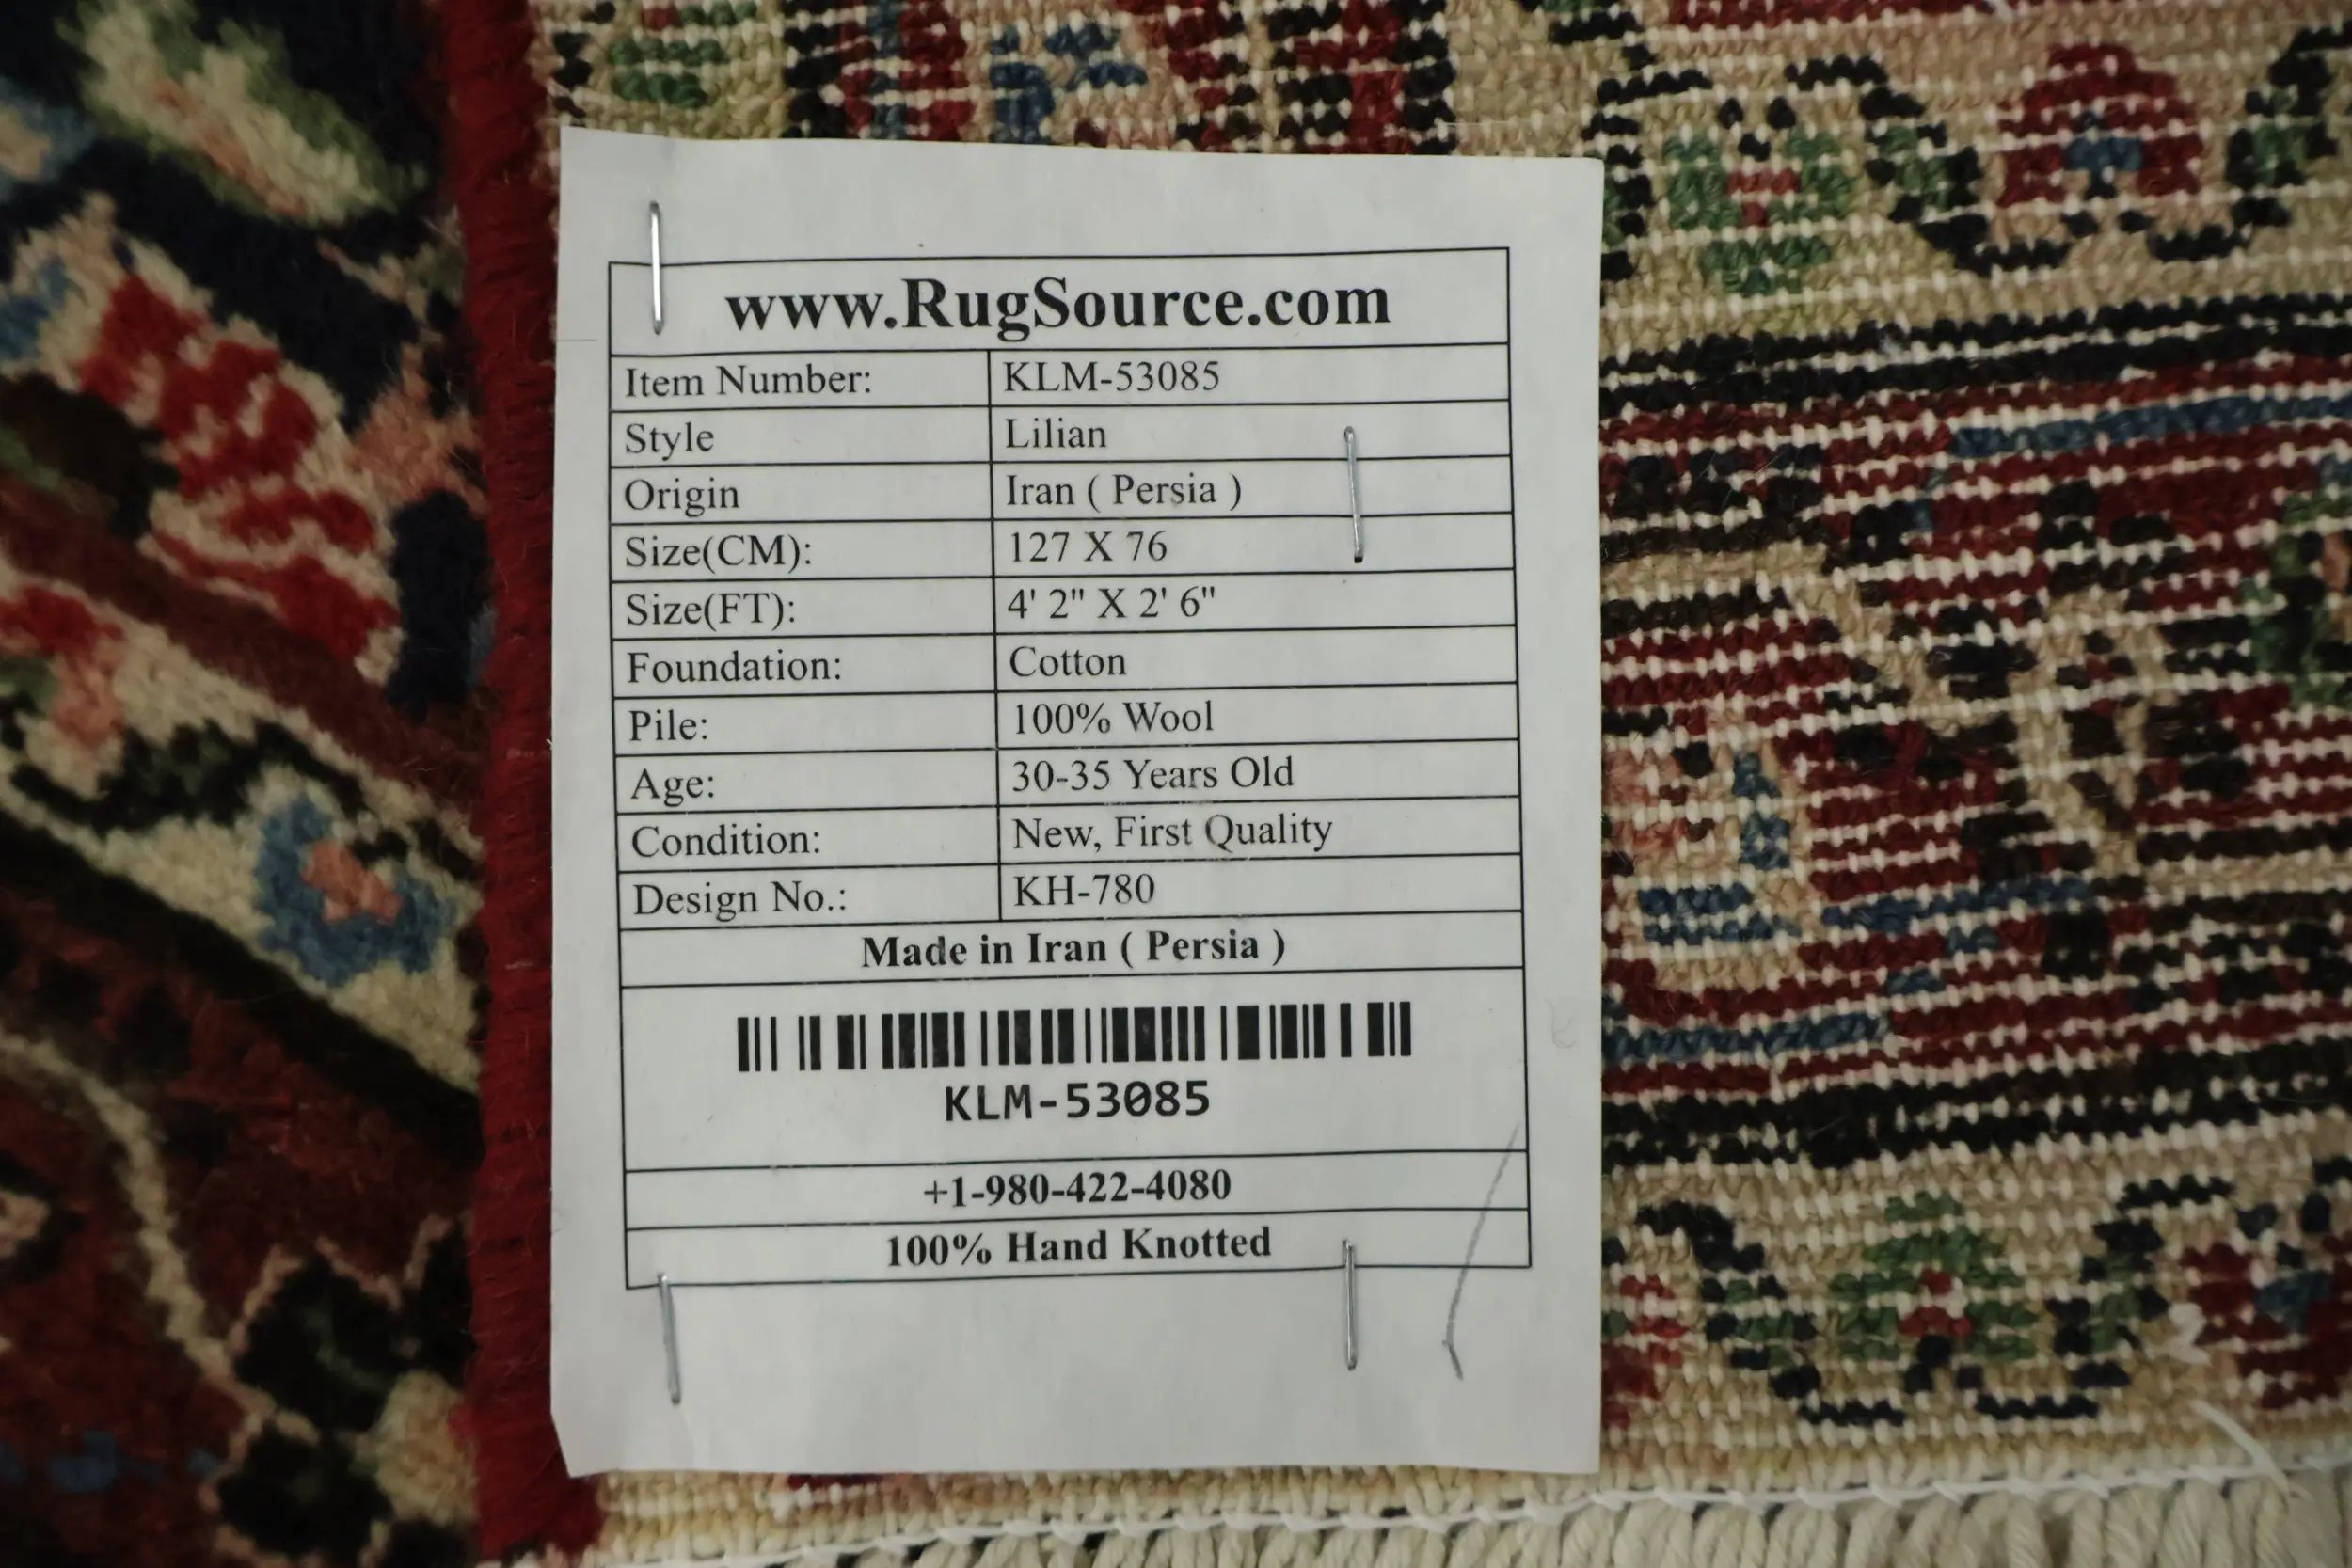 www.RugSource.com
Item Number: KLM-53085
Style Lilian
Origin Iran ( Persia )
Size(CM): 127 X 76
Size(FT): 4' 2" X 2' 6"
Foundation: Cotton
Pile: 100% Wool
Age: 30-35 Years Old
Condition: New, First Quality
Design No.: KH-780
Made in Iran ( Persia )
KLM-53085
+1-980-422-4080
100% Hand Knotted